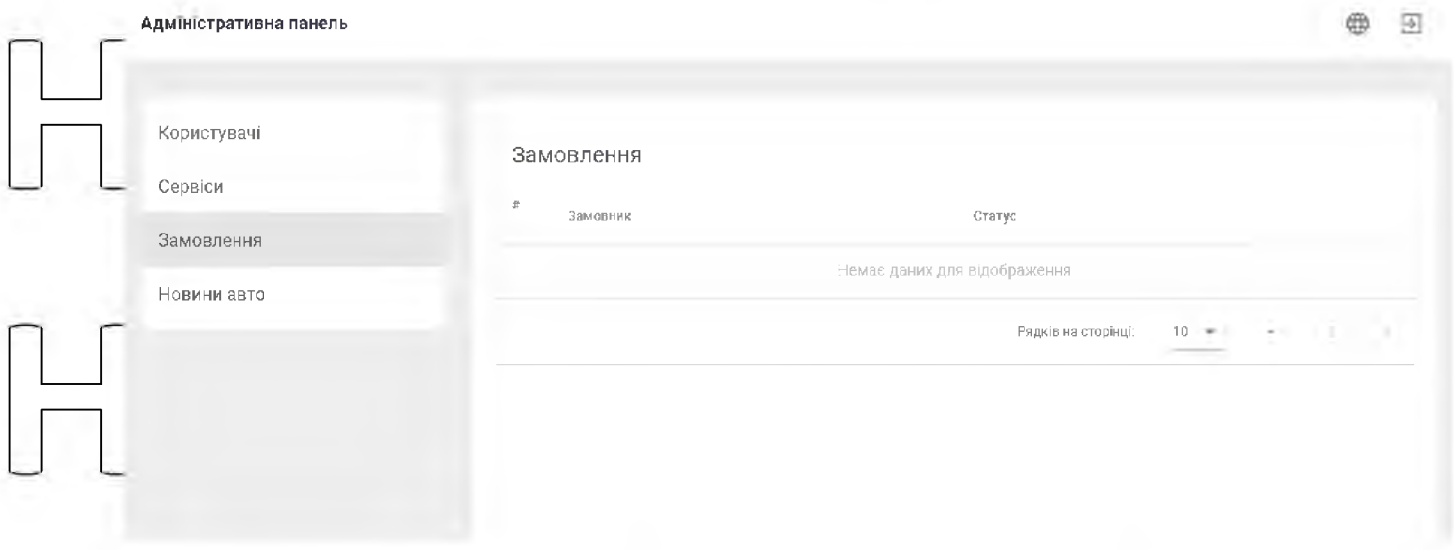 Адміністративна панель
Користувачі
Сервіси
Замовлення
Новини авто
Замовлення
# Замовник Статус
Немає даних для відображення
Рядків на сторінці: 10 -